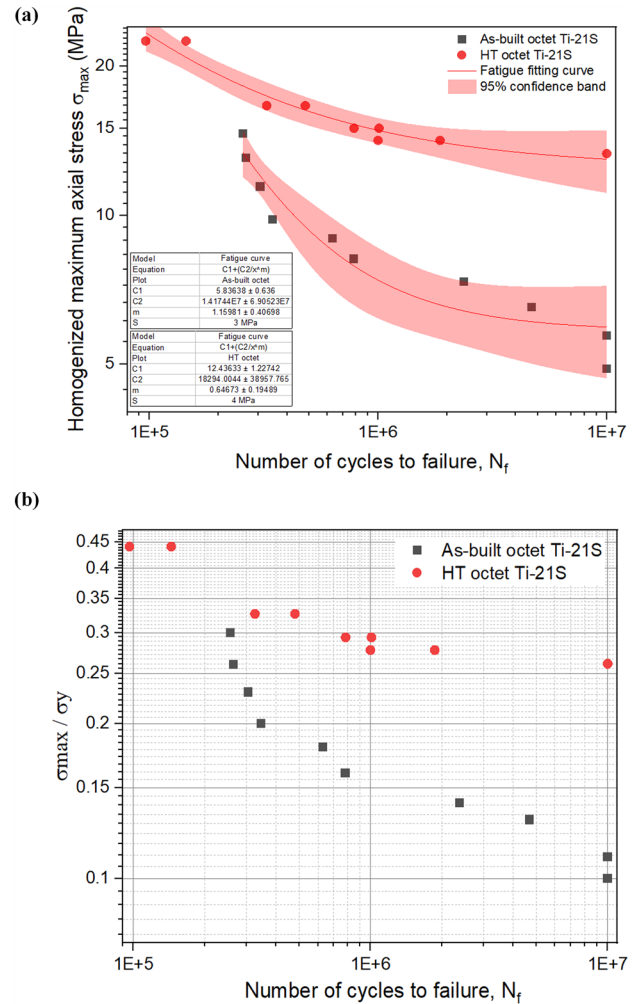 (a)
As-built octet Ti-21S
HT octet Ti-21S
Fatigue fitting curve
95% confidence band
Homogenized maximum axial stress σmax (MPa)
20
15
10
5
Model Fatigue curve
Equation C1+(C2/x^m)
Plot As-built octet
C1 5.83638 ± 0.636
C2 1.41744E7 ± 6.90523E7
m 1.15981 ± 0.40698
S 3 MPa
Model Fatigue curve
Equation C1+(C2/x^m)
Plot HT octet
C1 12.43633 ± 1.22742
C2 18294.0044 ± 38957.765
m 0.64673 ± 0.19489
S 4 MPa
1E+5 1E+6 1E+7
Number of cycles to failure, Nf
(b)
As-built octet Ti-21S
HT octet Ti-21S
σmax / σy
0.45
0.4
0.35
0.3
0.25
0.2
0.15
0.1
1E+5 1E+6 1E+7
Number of cycles to failure, Nf